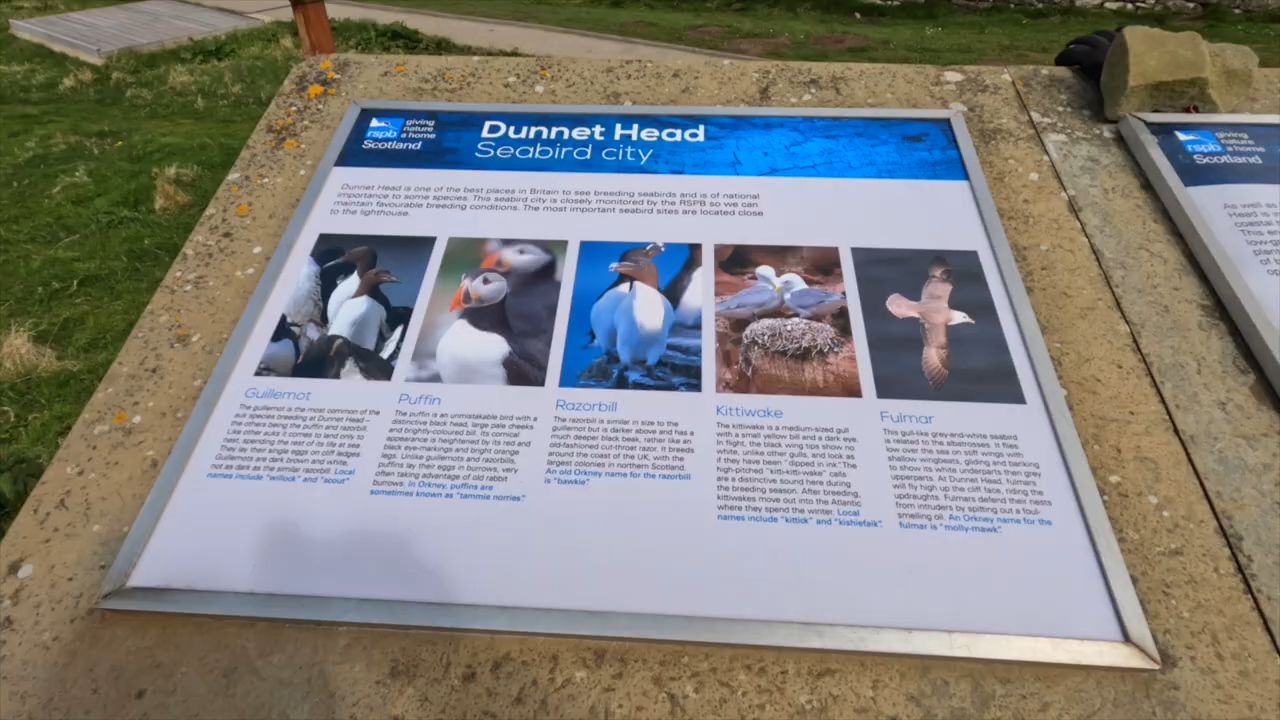 rspb
giving
nature
a home
Scotland
Dunnet Head
Seabird city
Dunnet Head is one of the best places in Britain to see breeding seabirds and is of national
importance to some species. This seabird city is closely monitored by the RSPB so we can
maintain favourable breeding conditions. The most important seabird sites are located close
to the lighthouse.
Guillemot
The guillemot is the most common of the
auk species breeding at Dunnet Head –
the others being the puffin and razorbill.
Like other auks it comes to land only to
nest, spending the rest of its life at sea.
They lay their single eggs on cliff ledges.
Guillemots are dark brown and white,
not as dark as the similar razorbill. Local
names include "willock" and "scout".
Puffin
The puffin is an unmistakable bird with a
distinctive black head, large pale cheeks
and brightly-coloured bill. Its comical
appearance is heightened by its red and
black eye-markings and bright orange
legs. Unlike guillemots and razorbills,
puffins lay their eggs in burrows, very
often taking advantage of old rabbit
burrows. In Orkney, puffins are
sometimes known as "tammie norries".
Razorbill
The razorbill is similar in size to the
guillemot but is darker above and has a
much deeper black beak, rather like an
old-fashioned cut-throat razor. It breeds
around the coast of the UK, with the
largest colonies in northern Scotland.
An old Orkney name for the razorbill
is "bawkie".
Kittiwake
The kittiwake is a medium-sized gull
with a small yellow bill and a dark eye.
In flight, the black wing tips show no
white, unlike other gulls, and look as
if they have been "dipped in ink". The
high-pitched "kitti-kitti-wake" calls
are a distinctive sound here during
the breeding season. After breeding,
kittiwakes move out into the Atlantic
where they spend the winter. Local
names include "kittick" and "kishiefaik".
Fulmar
This gull-like grey-and-white seabird
is related to the albatrosses. It flies
low over the sea on stiff wings with
shallow wingbeats, gliding and banking
to show its white underparts then grey
upperparts. At Dunnet Head, fulmars
will fly high up the cliff face, riding the
updraughts. Fulmars defend their nests
from intruders by spitting out a foul-
smelling oil. An Orkney name for the
fulmar is "molly-mawk".
rspb
giving
nature
a home
Scotland
As well as
Head is
coastal
This en
low-g
plan
of b
op